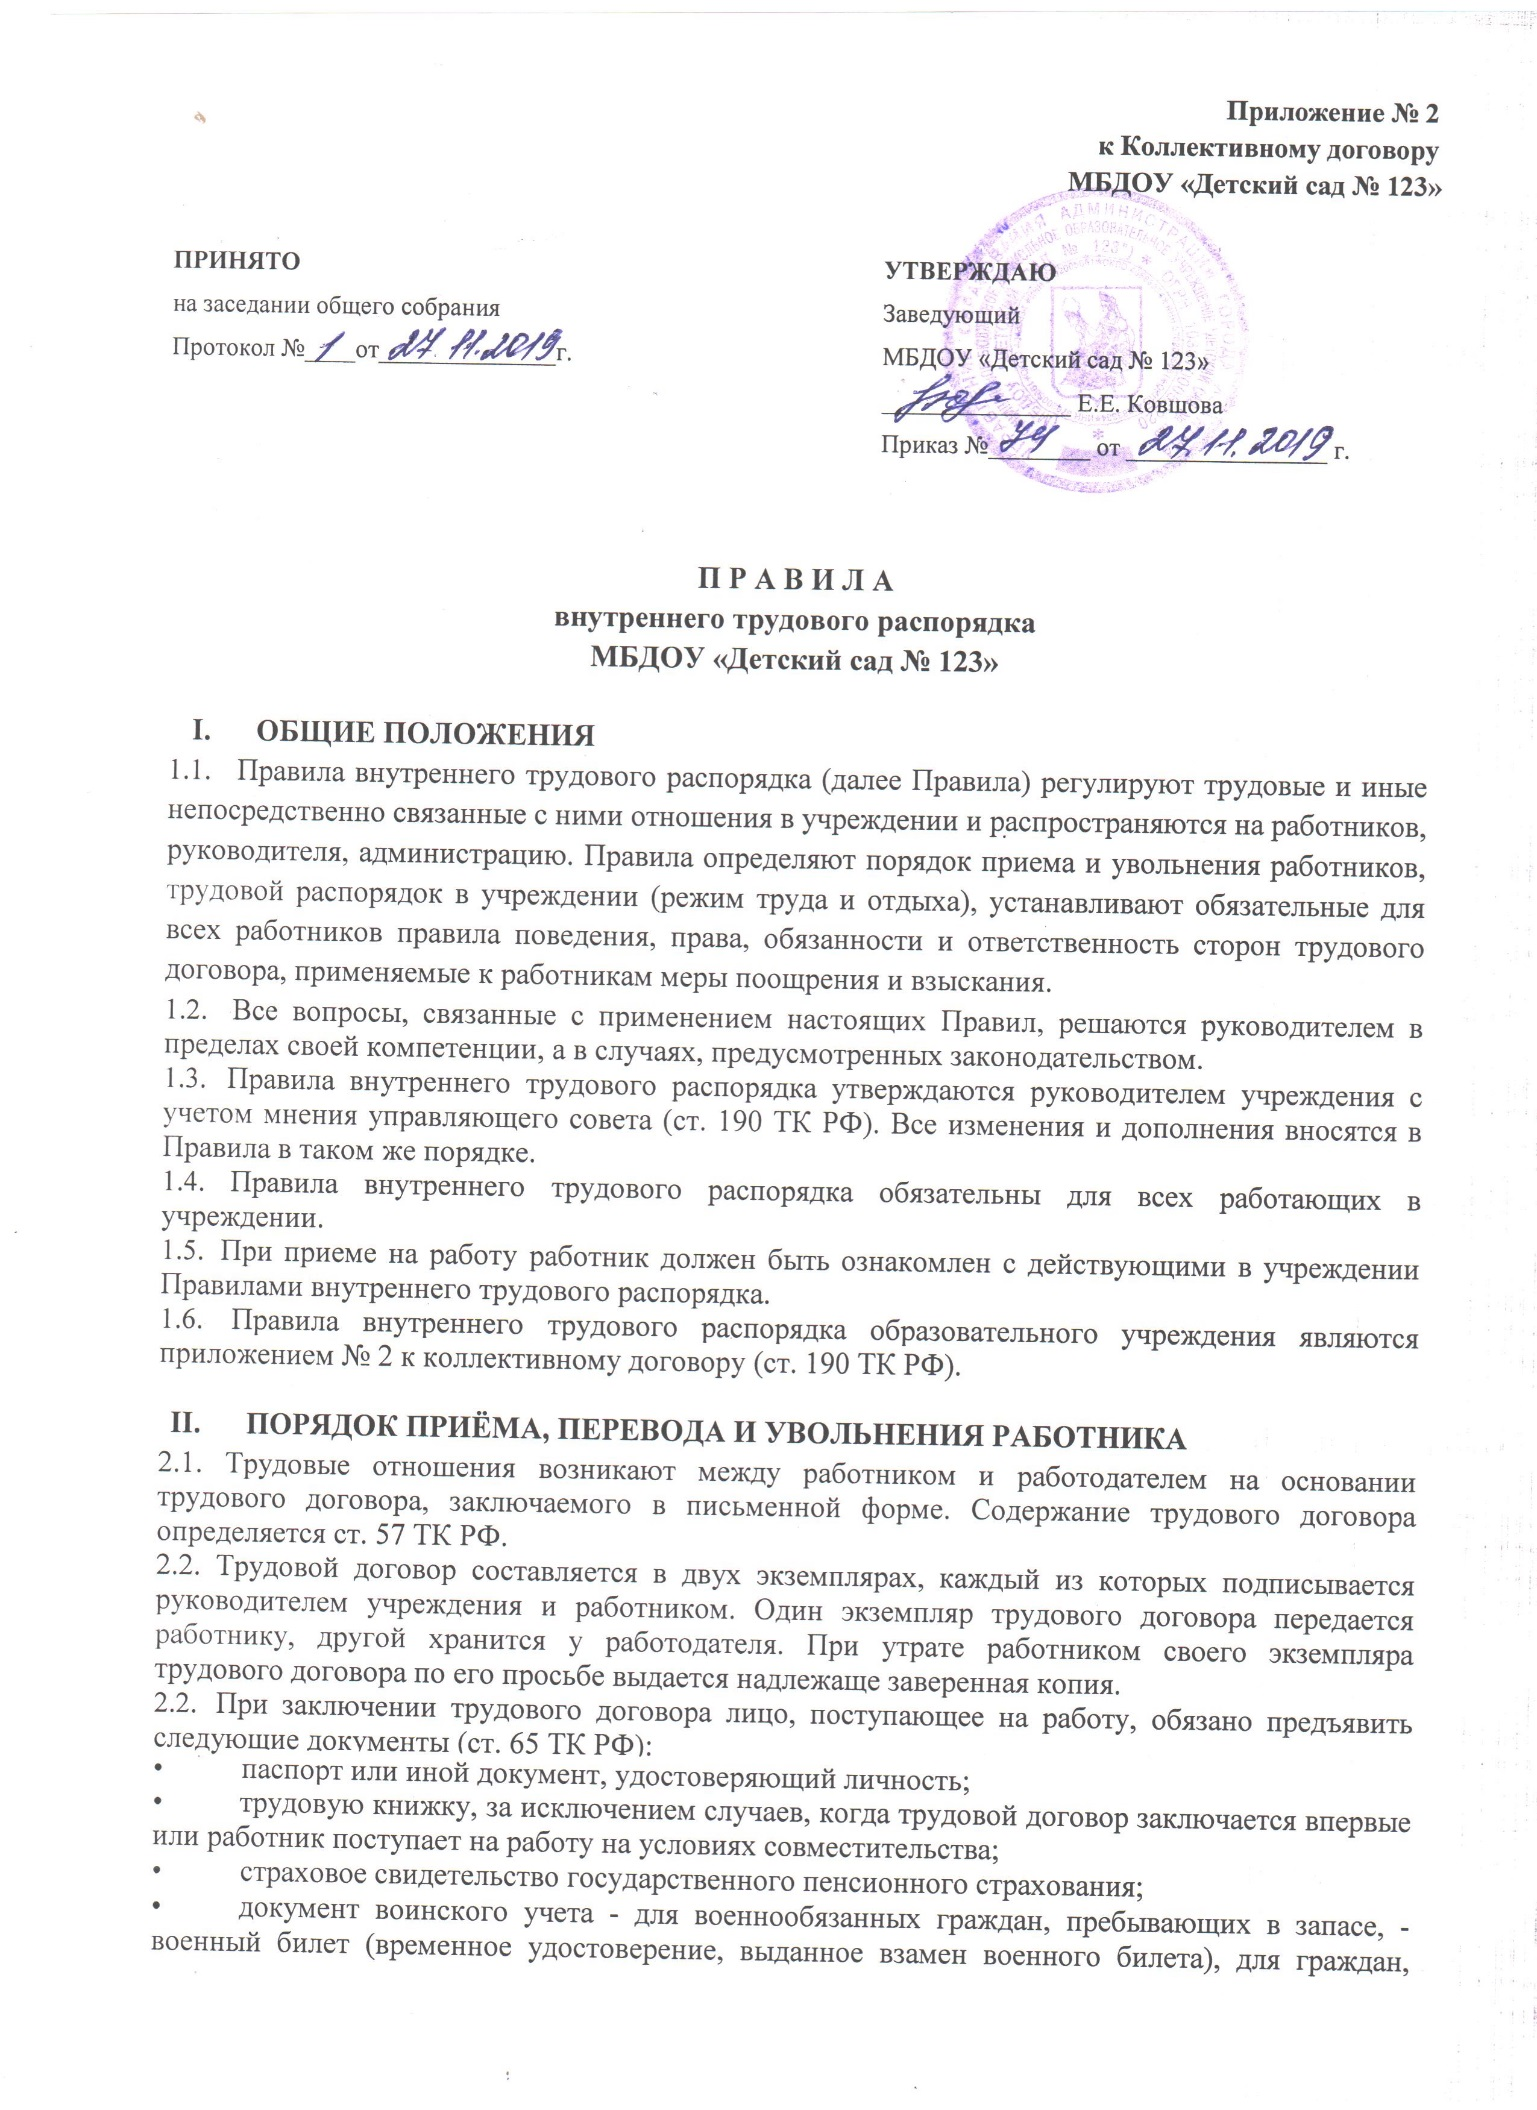 Приложение № 2
к Коллективному договору
МБДОУ «Детский сад № 123»
ПРИНЯТО
на заседании общего собрания
Протокол № 1 от 27.11.2019 г.
УТВЕРЖДАЮ
Заведующий
МБДОУ «Детский сад № 123»
Е.Е. Ковшова
Приказ № 74 от 27.11.2019 г.
П Р А В И Л А
внутреннего трудового распорядка
МБДОУ «Детский сад № 123»
I. ОБЩИЕ ПОЛОЖЕНИЯ
1.1. Правила внутреннего трудового распорядка (далее Правила) регулируют трудовые и иные
непосредственно связанные с ними отношения в учреждении и распространяются на работников,
руководителя, администрацию. Правила определяют порядок приема и увольнения работников,
трудовой распорядок в учреждении (режим труда и отдыха), устанавливают обязательные для
всех работников правила поведения, права, обязанности и ответственность сторон трудового
договора, применяемые к работникам меры поощрения и взыскания.
1.2. Все вопросы, связанные с применением настоящих Правил, решаются руководителем в
пределах своей компетенции, а в случаях, предусмотренных законодательством.
1.3. Правила внутреннего трудового распорядка утверждаются руководителем учреждения с
учетом мнения управляющего совета (ст. 190 ТК РФ). Все изменения и дополнения вносятся в
Правила в таком же порядке.
1.4. Правила внутреннего трудового распорядка обязательны для всех работающих в
учреждении.
1.5. При приеме на работу работник должен быть ознакомлен с действующими в учреждении
Правилами внутреннего трудового распорядка.
1.6. Правила внутреннего трудового распорядка образовательного учреждения являются
приложением № 2 к коллективному договору (ст. 190 ТК РФ).
II. ПОРЯДОК ПРИЁМА, ПЕРЕВОДА И УВОЛЬНЕНИЯ РАБОТНИКА
2.1. Трудовые отношения возникают между работником и работодателем на основании
трудового договора, заключаемого в письменной форме. Содержание трудового договора
определяется ст. 57 ТК РФ.
2.2. Трудовой договор составляется в двух экземплярах, каждый из которых подписывается
руководителем учреждения и работником. Один экземпляр трудового договора передается
работнику, другой хранится у работодателя. При утрате работником своего экземпляра
трудового договора по его просьбе выдается надлежаще заверенная копия.
2.2. При заключении трудового договора лицо, поступающее на работу, обязано предъявить
следующие документы (ст. 65 ТК РФ):
• паспорт или иной документ, удостоверяющий личность;
• трудовую книжку, за исключением случаев, когда трудовой договор заключается впервые
или работник поступает на работу на условиях совместительства;
• страховое свидетельство государственного пенсионного страхования;
• документ воинского учета - для военнообязанных граждан, пребывающих в запасе, -
военный билет (временное удостоверение, выданное взамен военного билета), для граждан,